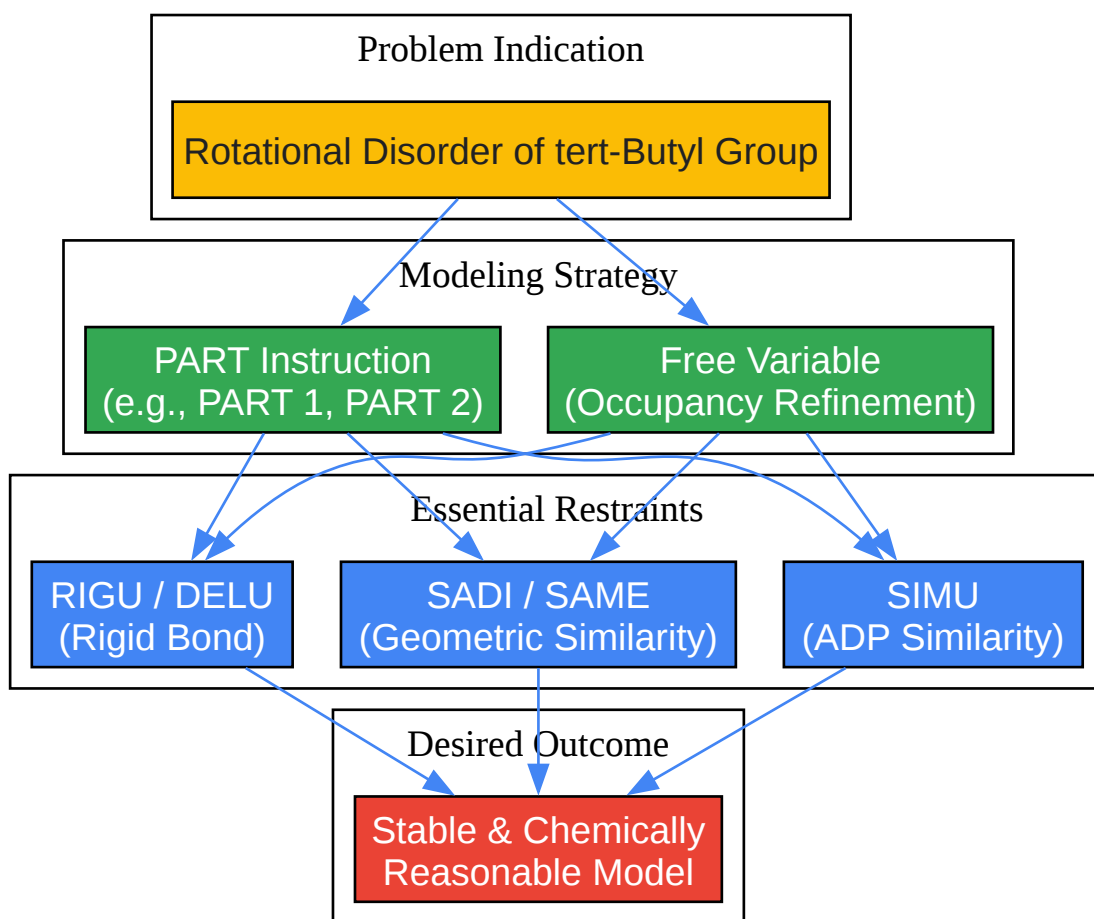 Problem Indication
Rotational Disorder of tert-Butyl Group
Modeling Strategy
PART Instruction
(e.g., PART 1, PART 2)
Free Variable
(Occupancy Refinement)
Essential Restraints
RIGU / DELU
(Rigid Bond)
SADI / SAME
(Geometric Similarity)
SIMU
(ADP Similarity)
Desired Outcome
Stable & Chemically
Reasonable Model